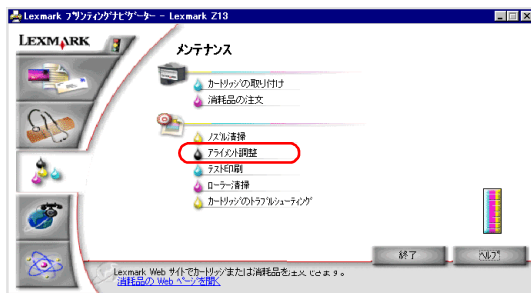 Lexmark プリンティングナビゲーター - Lexmark Z13
LEXMARK
メンテナンス
カートリッジの取り付け
消耗品の注文
ノズル清掃
アライメント調整
テスト印刷
ローラー清掃
カートリッジのトラブルシューティング
終了
ヘルプ
Lexmark Web サイトでカートリッジまたは消耗品を注文できます。
消耗品の Web ページを開く